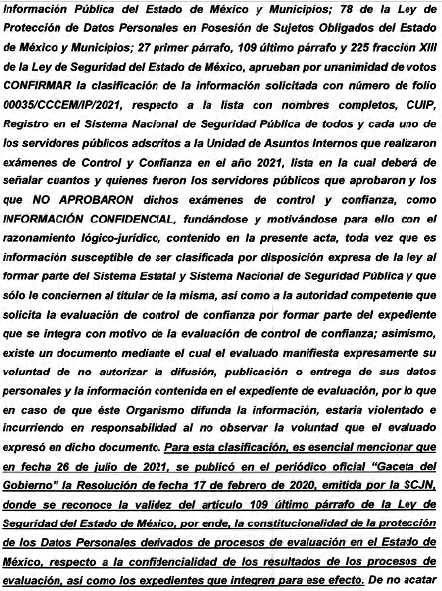 Información Pública del Estado de México y Municipios; 78 de la Ley de
Protección de Datos Personales en Posesión de Sujetos Obligados del Estado
de México y Municipios; 27 primer párrafo, 109 último párrafo y 225 fracción XIII
de la Ley de Seguridad del Estado de México, aprueban por unanimidad de votos
CONFIRMAR la clasificación de la información solicitada con número de folio
00035/CCCEM/IP/2021, respecto a la lista con nombres completos, CUIP,
Registro en el Sistema Nacional de Seguridad Pública de todos y cada uno de
los servidores públicos adscritos a la Unidad de Asuntos Internos que realizaron
exámenes de Control y Confianza en el año 2021, lista en la cual deberá de
señalar cuantos y quienes fueron los servidores públicos que aprobaron y los
que NO APROBARON dichos exámenes de control y confianza, como
INFORMACIÓN CONFIDENCIAL, fundándose y motivándose para ello con el
razonamiento lógico-jurídico, contenido en la presente acta, toda vez que es
información susceptible de ser clasificada por disposición expresa de la ley al
formar parte del Sistema Estatal y Sistema Nacional de Seguridad Pública y que
sólo le conciernen al titular de la misma, así como a la autoridad competente que
solicita la evaluación de control de confianza por formar parte del expediente
que se integra con motivo de la evaluación de control de confianza; asimismo,
existe un documento mediante el cual el evaluado manifiesta expresamente su
voluntad de no autorizar la difusión, publicación o entrega de sus datos
personales y la información contenida en el expediente de evaluación, por lo que
en caso de que éste Organismo difunda la información, estaría violentado e
incurriendo en responsabilidad al no observar la voluntad que el evaluado
expresó en dicho documento. Para esta clasificación, es esencial mencionar que
en fecha 26 de julio de 2021, se publicó en el periódico oficial "Gaceta del
Gobierno" la Resolución de fecha 17 de febrero de 2020, emitida por la SCJN,
donde se reconoce la validez del artículo 109 último párrafo de la Ley de
Seguridad del Estado de México, por ende, la constitucionalidad de la protección
de los Datos Personales derivados de procesos de evaluación en el Estado de
México, respecto a la confidencialidad de los resultados de los procesos de
evaluación, así como los expedientes que integren para ese efecto. De no acatar